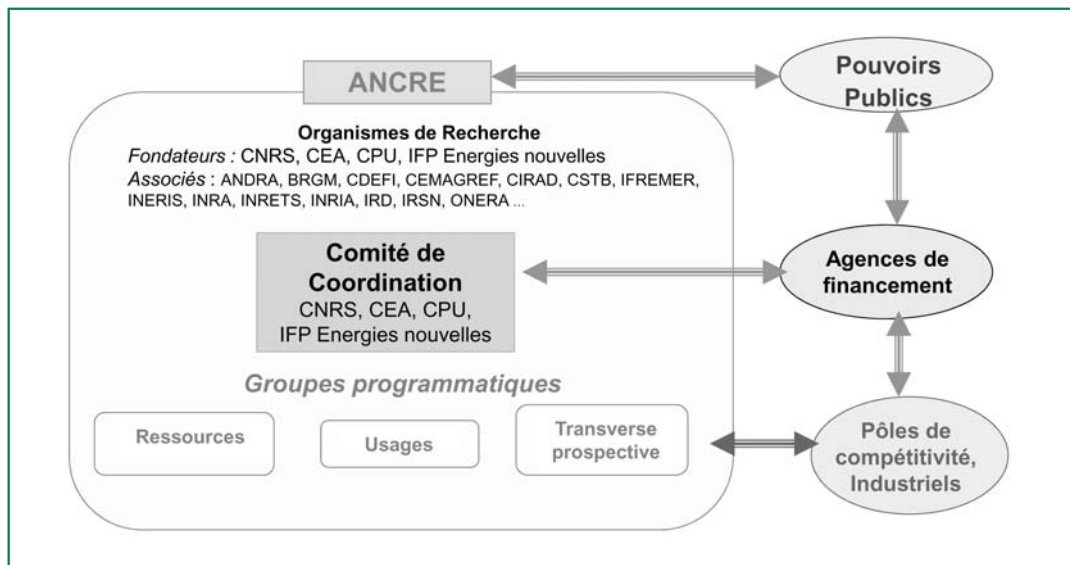 ANCRE
Pouvoirs
Publics
Organismes de Recherche
Fondateurs : CNRS, CEA, CPU, IFP Energies nouvelles
Associés : ANDRA, BRGM, CDEFI, CEMAGREF, CIRAD, CSTB, IFREMER,
INERIS, INRA, INRETS, INRIA, IRD, IRSN, ONERA ...
Comité de
Coordination
CNRS, CEA, CPU,
IFP Energies nouvelles
Agences de
financement
Groupes programmatiques
Ressources
Usages
Transverse
prospective
Pôles de
compétitivité,
Industriels